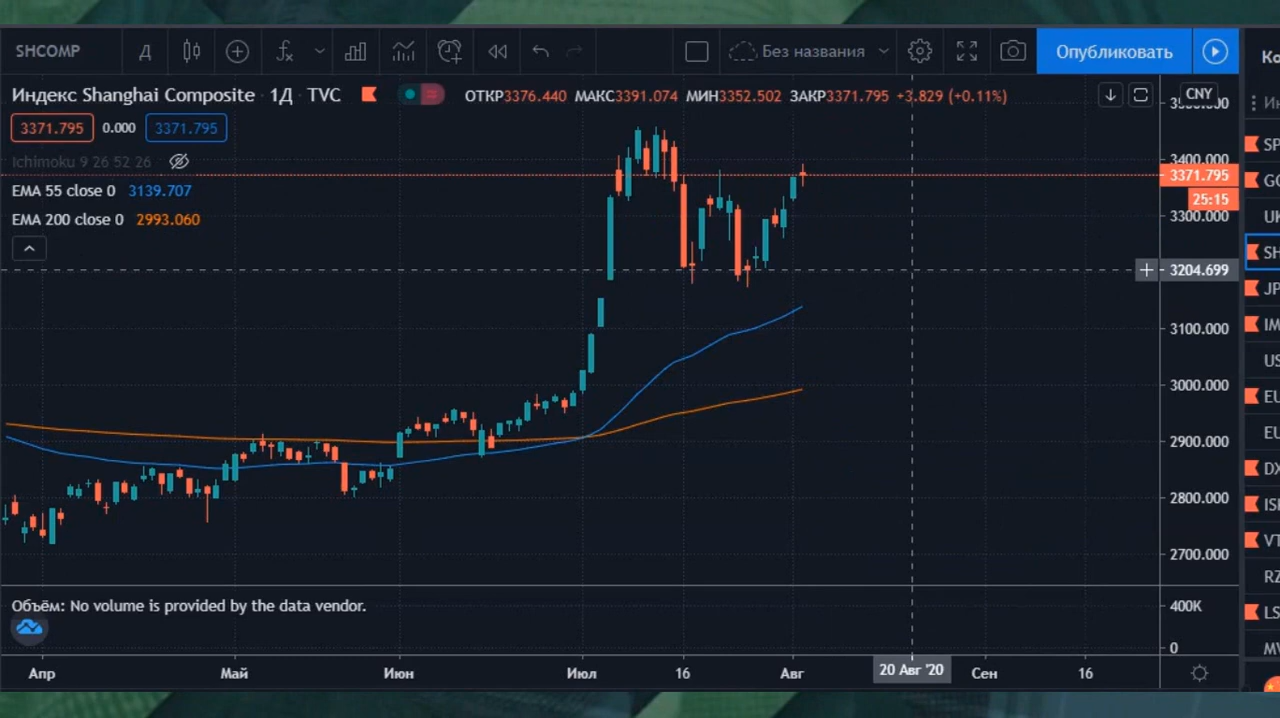 SHCOMP Д Без названия Опубликовать Ко
Индекс Shanghai Composite · 1Д · TVC ОТКР3376.440 МАКС3391.074 МИН3352.502 ЗАКР3371.795 +3.829 (+0.11%) CNY
3371.795 0.000 3371.795
Ichimoku 9 26 52 26
EMA 55 close 0 3139.707
EMA 200 close 0 2993.060
3400.000
3371.795
25:15
3300.000
3204.699
3100.000
3000.000
2900.000
2800.000
2700.000
Объём: No volume is provided by the data vendor.
400K
0
Апр Май Июн Июл 16 Авг 20 Авг '20 Сен 16
SP
GO
UK
SH
JP
IM
US
EU
EU
DX
VT
RZ
LS